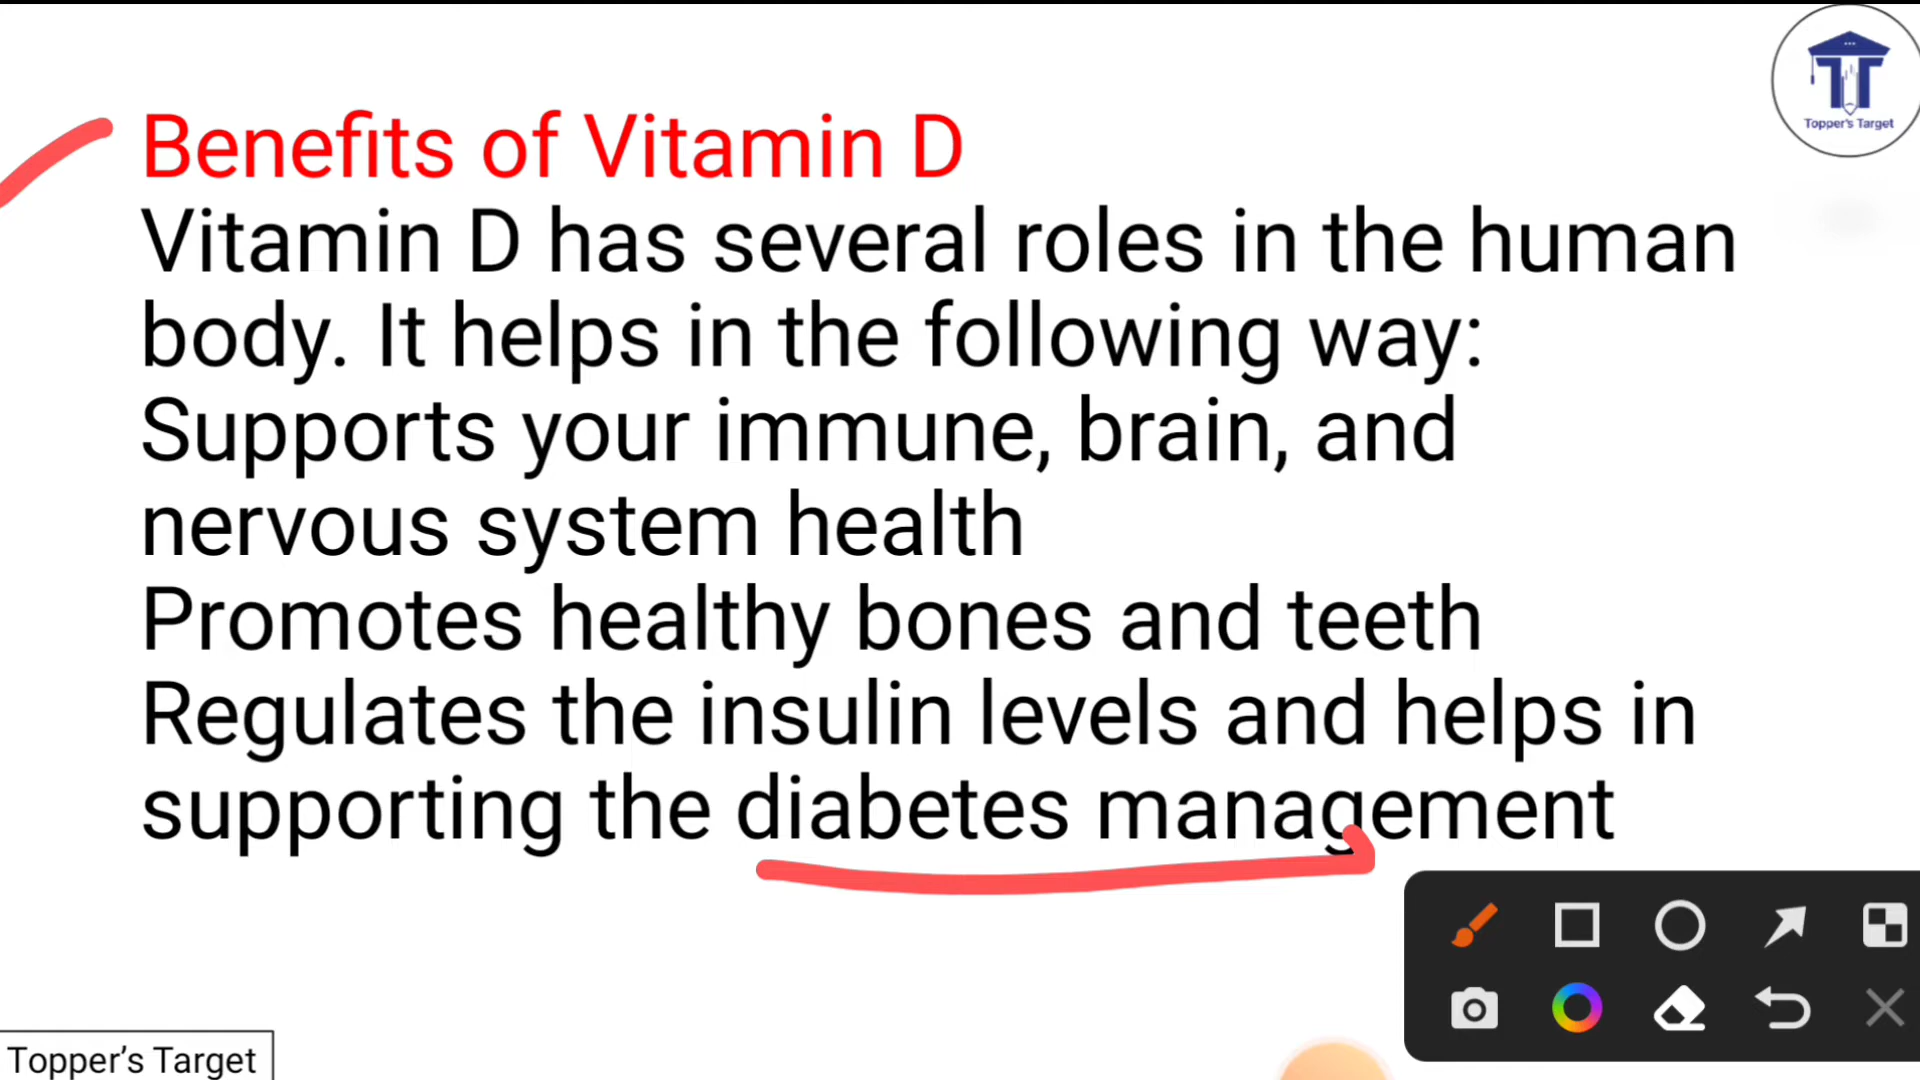 Topper's Target
Benefits of Vitamin D
Vitamin D has several roles in the human
body. It helps in the following way:
Supports your immune, brain, and
nervous system health
Promotes healthy bones and teeth
Regulates the insulin levels and helps in
supporting the diabetes management
Topper’s Target